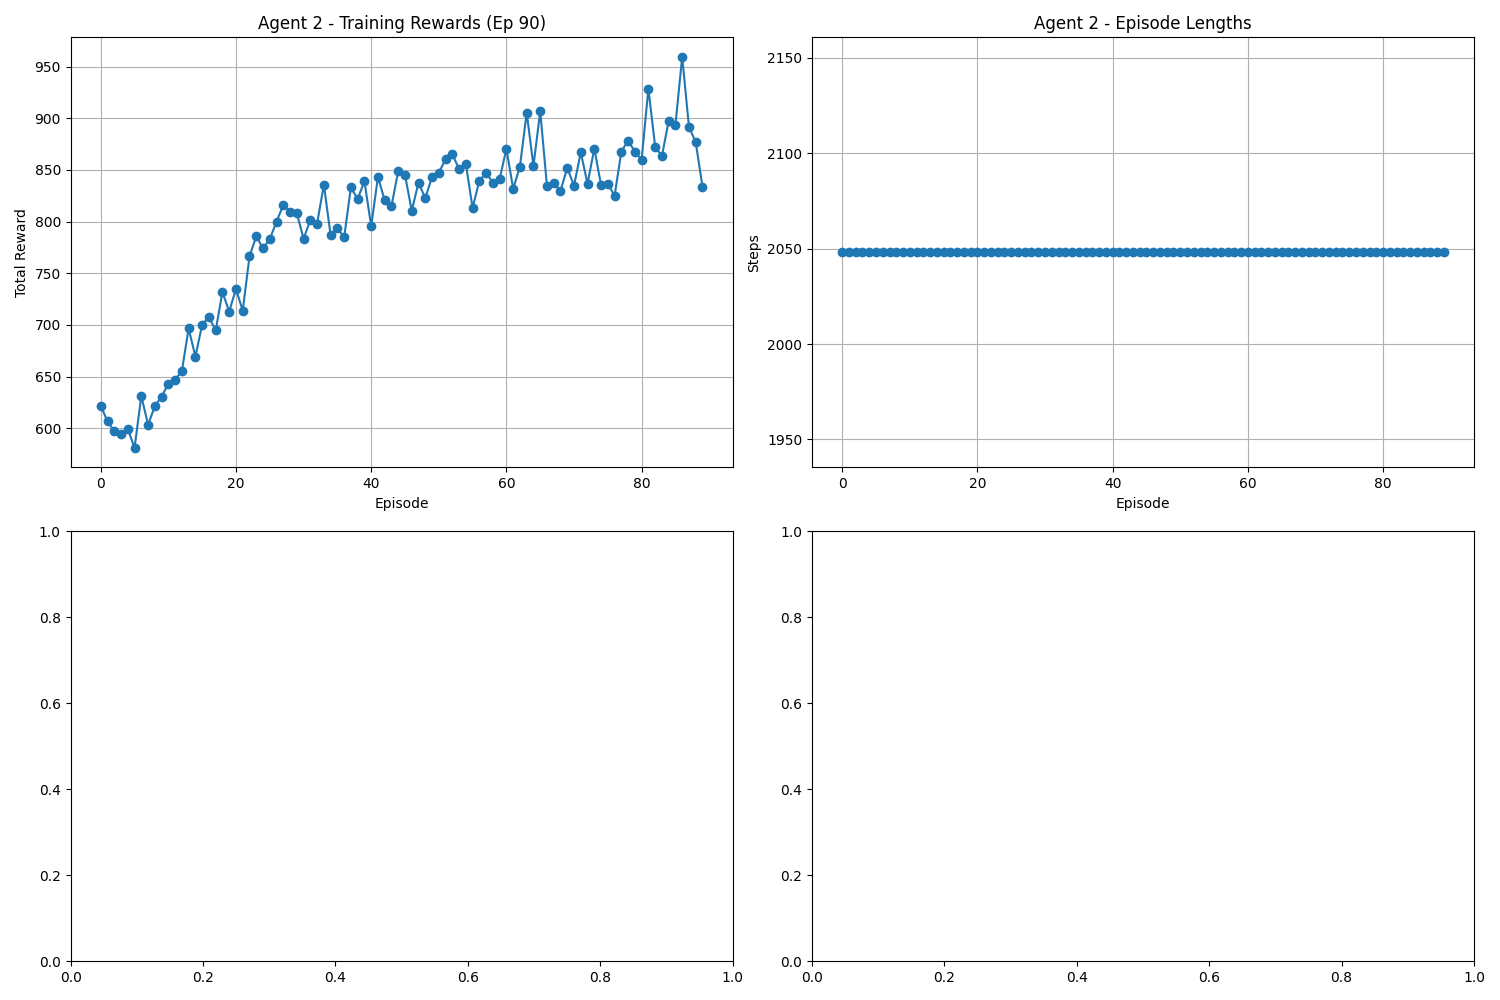 Agent 2 - Training Rewards (Ep 90)
Total Reward
950
900
850
800
750
700
650
600
0 20 40 60 80
Episode
Agent 2 - Episode Lengths
Steps
2150
2100
2050
2000
1950
0 20 40 60 80
Episode
1.0
0.8
0.6
0.4
0.2
0.0
0.0 0.2 0.4 0.6 0.8 1.0
1.0
0.8
0.6
0.4
0.2
0.0
0.0 0.2 0.4 0.6 0.8 1.0